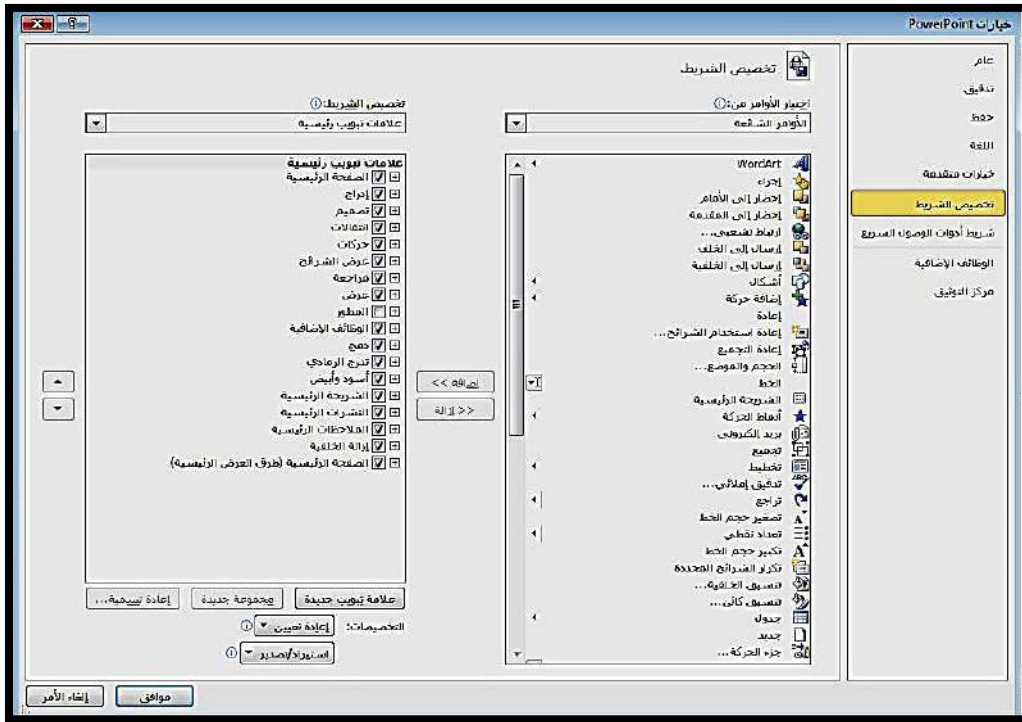 خيارات PowerPoint
عام
تدقيق
حفظ
اللغة
خيارات متقدمة
تخصيص الشريط
شريط أدوات الوصول السريع
الوظائف الإضافية
مركز التوثيق
تخصيص الشريط.
اختيار الأوامر من:
الأوامر الشائعة
WordArt
إجراء
إحضار إلى الأمام
إحضار إلى المقدمة
ارتباط تشعبي...
إرسال إلى الخلف
إرسال إلى الخلفية
أشكال
إضافة حركة
إعادة
إعادة استخدام الشرائح...
إعادة التجميع
الحجم والموضع...
الخط
الشريحة الرئيسية
أنماط الحركة
بريد إلكتروني
تجميع
تخطيط
تدقيق إملائي...
تراجع
تصغير حجم الخط
تعداد نقطي
تكبير حجم الخط
تكرار الشرائح المحددة
تنسيق الخلفية...
تنسيق كائن...
جدول
جديد
جزء الحركة...
إضافة >>
<< إزالة
تخصيص الشريط:
علامات تبويب رئيسية
علامات تبويب رئيسية
الصفحة الرئيسية
إدراج
تصميم
انتقالات
حركات
عرض الشرائح
مراجعة
عرض
المطور
الوظائف الإضافية
دمج
تدرج الرمادي
أسود وأبيض
الشريحة الرئيسية
النشرات الرئيسية
الملاحظات الرئيسية
إزالة الخلفية
الصفحة الرئيسية (طرق العرض الرئيسية)
علامة تبويب جديدة
مجموعة جديدة
إعادة تسمية...
التخصيصات:
إعادة تعيين
استيراد/تصدير
موافق
إلغاء الأمر